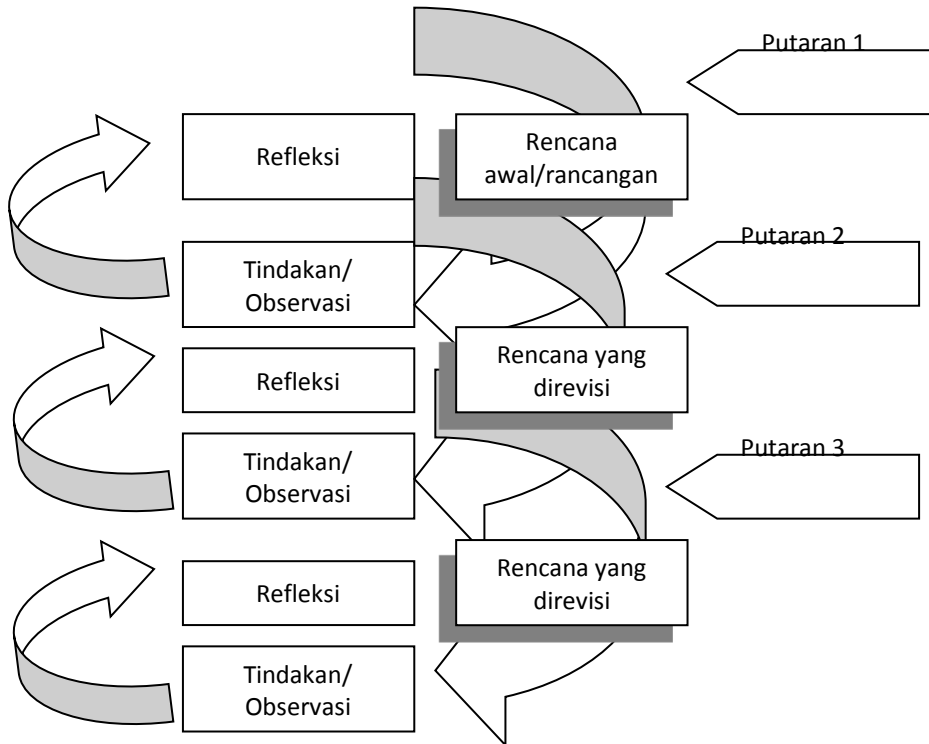 Putaran 1
Refleksi
Rencana
awal/rancangan
Putaran 2
Tindakan/
Observasi
Refleksi
Rencana yang
direvisi
Putaran 3
Tindakan/
Observasi
Refleksi
Rencana yang
direvisi
Tindakan/
Observasi